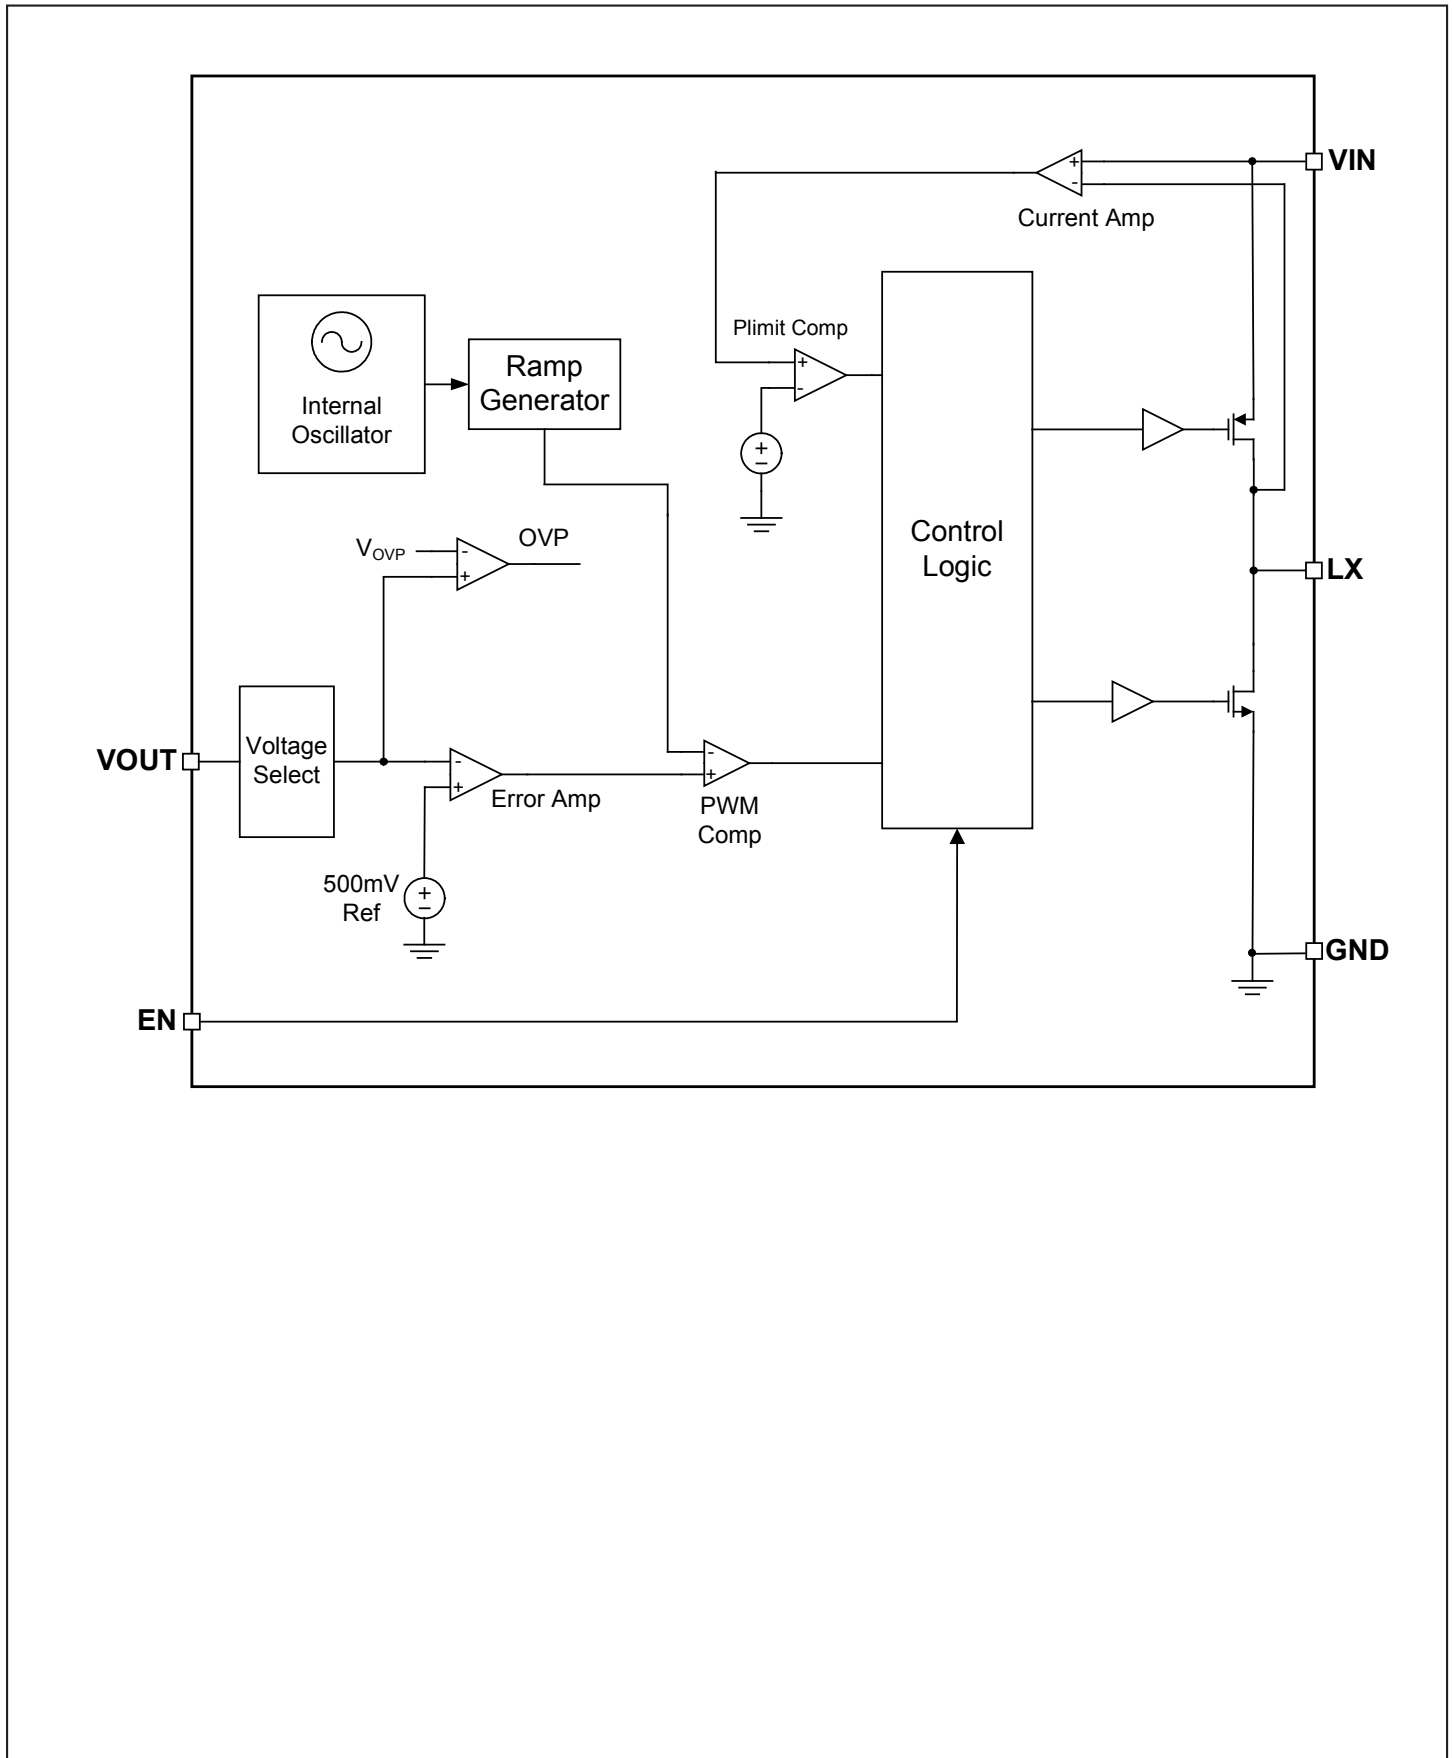 VIN
+
-
Current Amp
Plimit Comp
+
-
Ramp
Generator
Internal
Oscillator
+
−
Control
Logic
OVP
VOVP
-
+
LX
Voltage
Select
VOUT
-
+
Error Amp
-
+
PWM
Comp
500mV
Ref
+
−
GND
EN